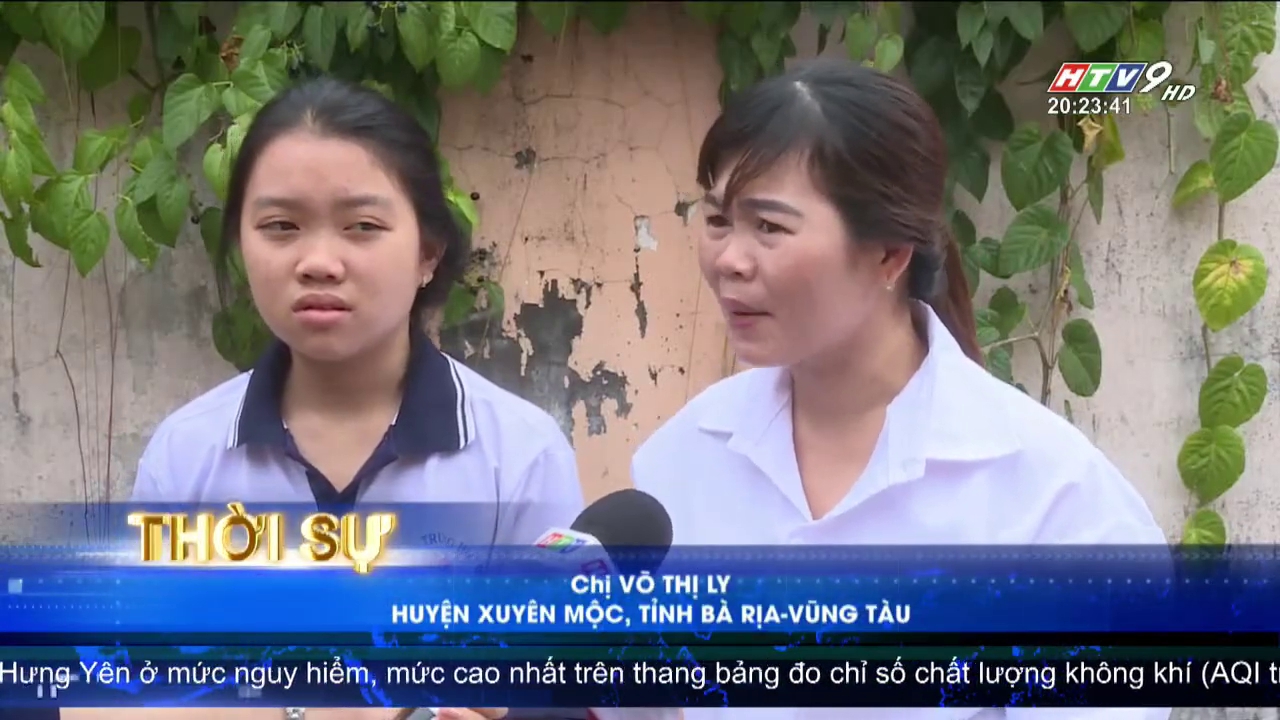 HTV9 HD
20:23:41
THỜI SỰ
HTV
Chị VÕ THỊ LY
HUYỆN XUYÊN MỘC, TỈNH BÀ RỊA-VŨNG TÀU
Hưng Yên ở mức nguy hiểm, mức cao nhất trên thang bảng đo chỉ số chất lượng không khí (AQI